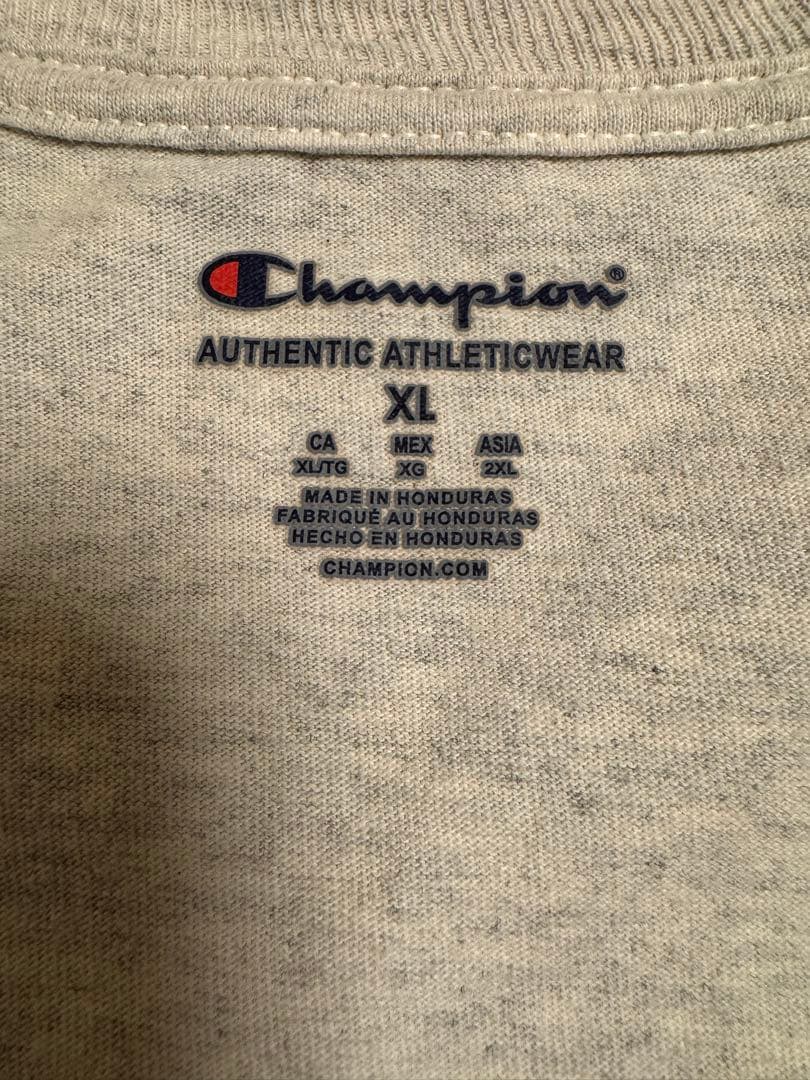 Champion®
AUTHENTIC ATHLETICWEAR
XL
CA MEX ASIA
XL/TG XG 2XL
MADE IN HONDURAS
FABRIQUÉ AU HONDURAS
HECHO EN HONDURAS
CHAMPION.COM